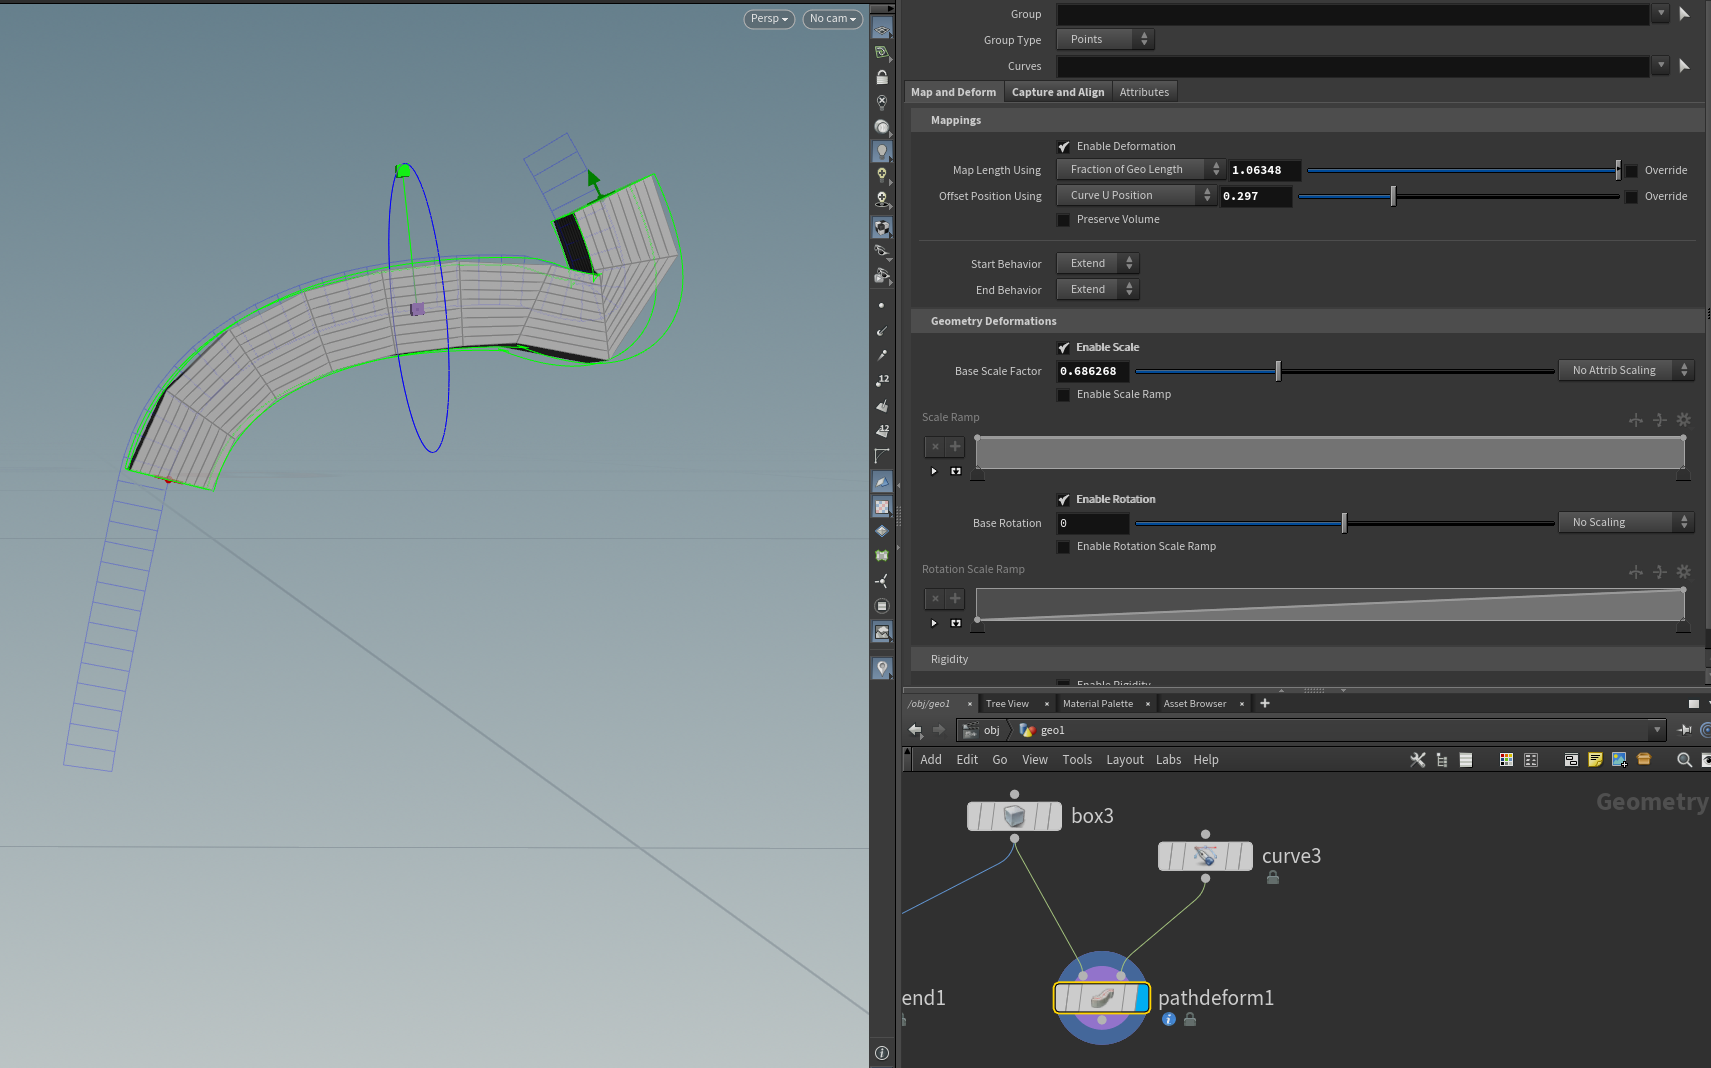 Persp
No cam
12
12
Group
Group Type
Points
Curves
Map and Deform
Capture and Align
Attributes
Mappings
Enable Deformation
Map Length Using
Fraction of Geo Length
1.06348
Override
Offset Position Using
Curve U Position
0.297
Override
Preserve Volume
Start Behavior
Extend
End Behavior
Extend
Geometry Deformations
Enable Scale
Base Scale Factor
0.686268
No Attrib Scaling
Enable Scale Ramp
Scale Ramp
Enable Rotation
Base Rotation
0
No Scaling
Enable Rotation Scale Ramp
Rotation Scale Ramp
Rigidity
Enable Rigidity
/obj/geo1
Tree View
Material Palette
Asset Browser
obj
geo1
Add Edit Go View Tools Layout Labs Help
Geometry
box3
curve3
end1
pathdeform1